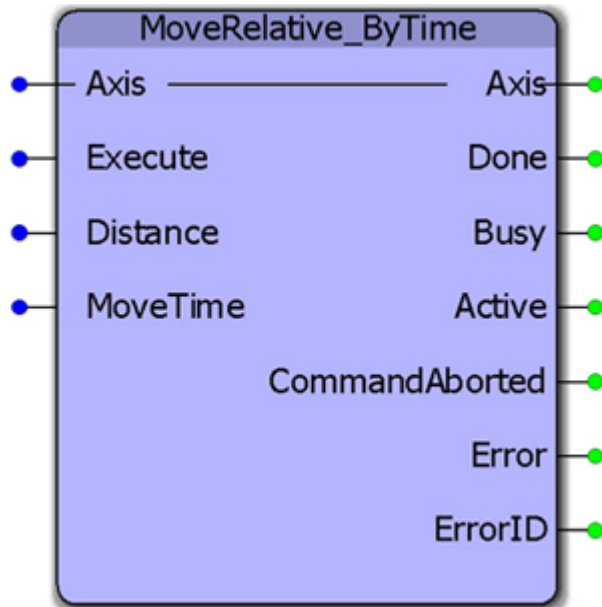 MoveRelative_ByTime
Axis Axis
Execute Done
Distance Busy
MoveTime Active
CommandAborted
Error
ErrorID